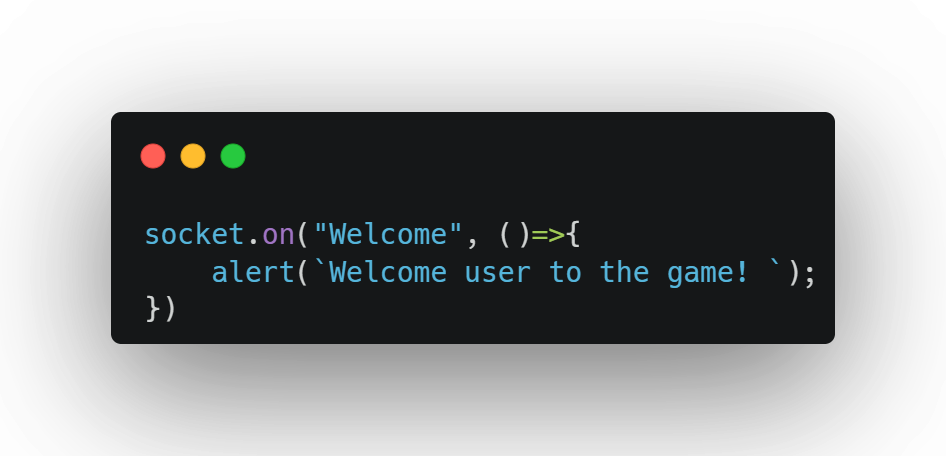 socket.on("Welcome", ()=>{
    alert(`Welcome user to the game! `);
})